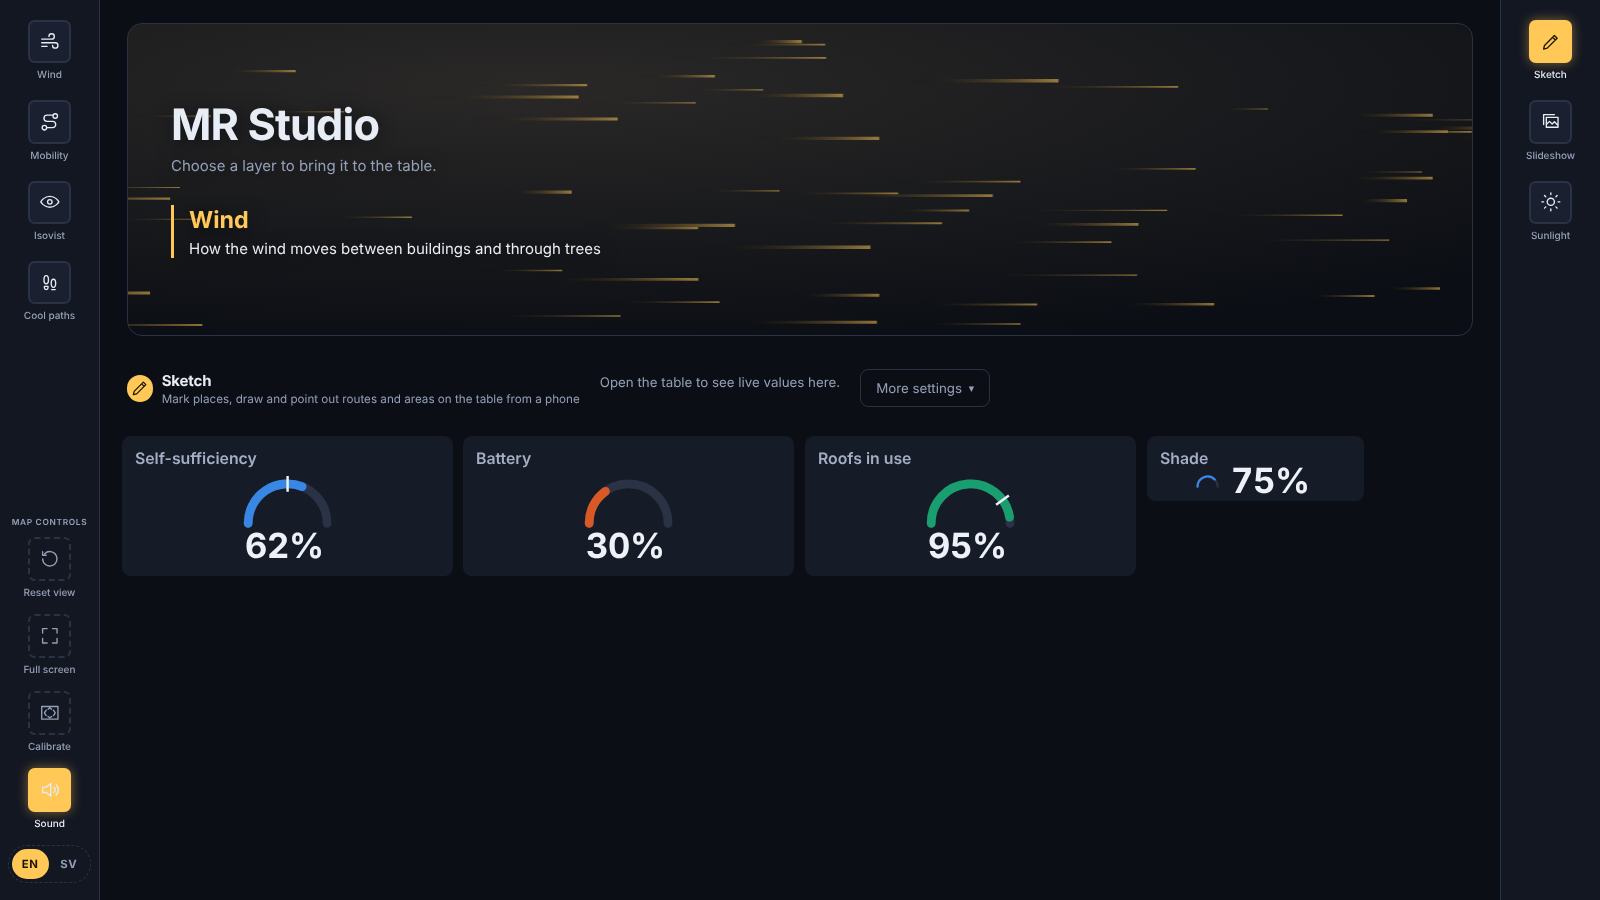 Wind
Mobility
Isovist
Cool paths
MAP CONTROLS
Reset view
Full screen
Calibrate
Sound
EN SV
MR Studio
Choose a layer to bring it to the table.
Wind
How the wind moves between buildings and through trees
Sketch
Mark places, draw and point out routes and areas on the table from a phone
Open the table to see live values here.
More settings ▾
Self-sufficiency
62%
Battery
30%
Roofs in use
95%
Shade
75%
Sketch
Slideshow
Sunlight